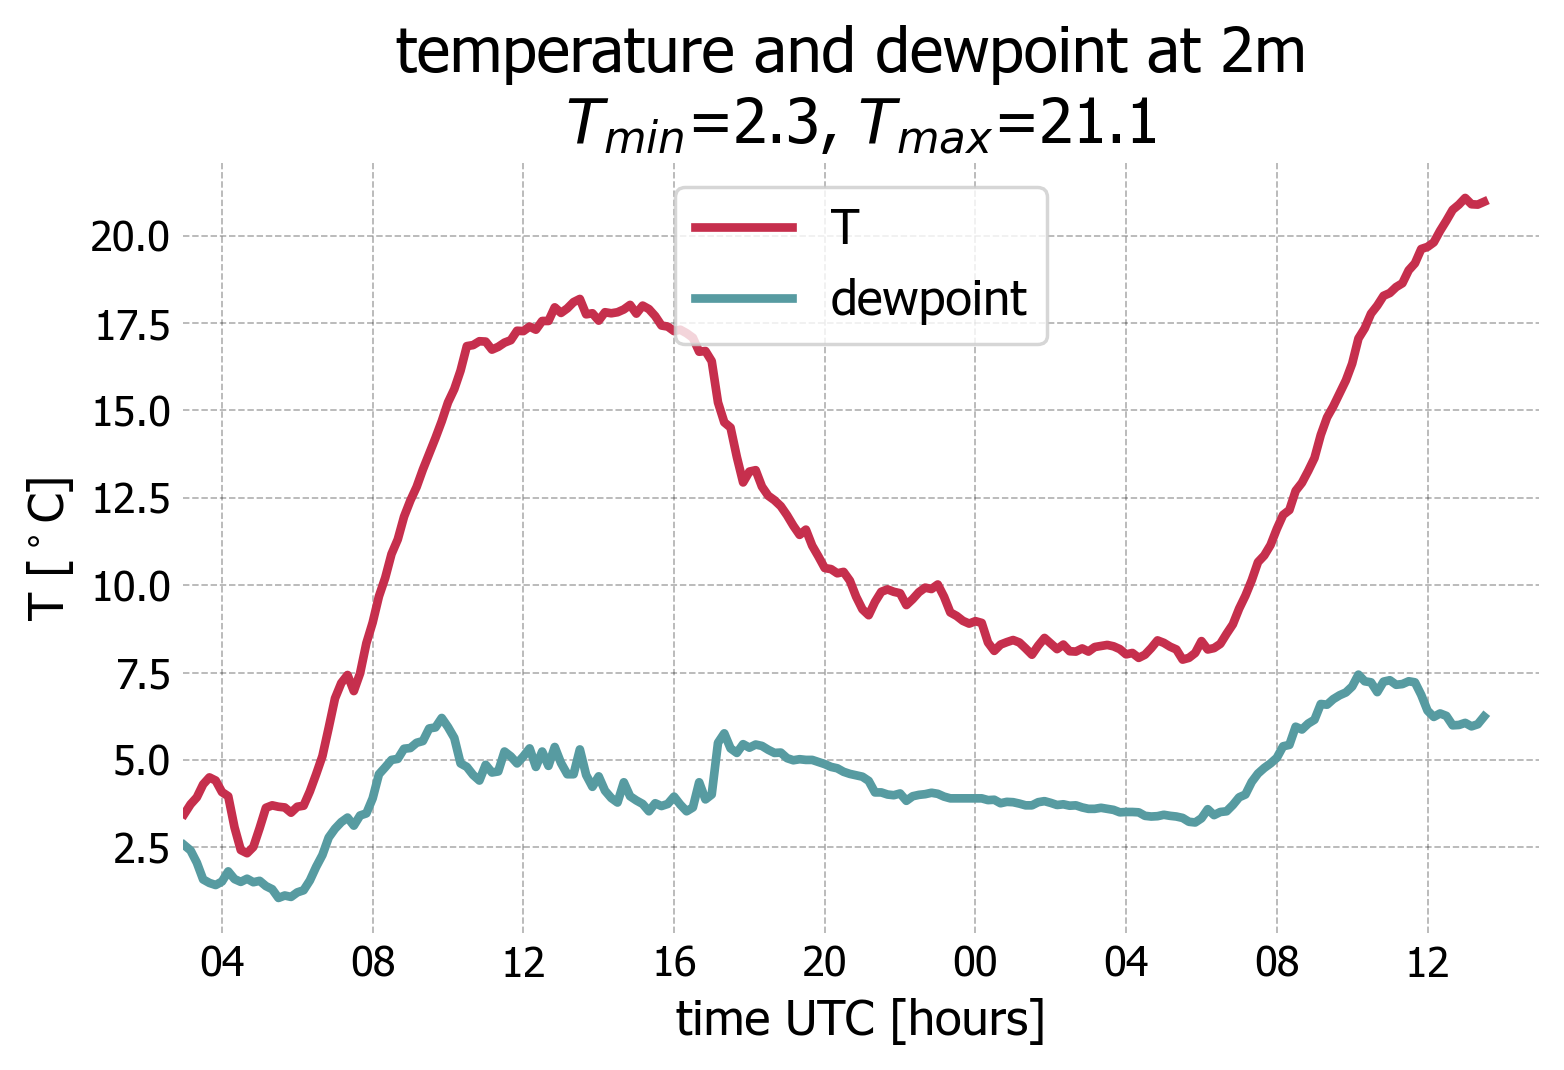 temperature and dewpoint at 2m
T_min=2.3, T_max=21.1
T
dewpoint
T [°C]
20.0
17.5
15.0
12.5
10.0
7.5
5.0
2.5
04 08 12 16 20 00 04 08 12
time UTC [hours]